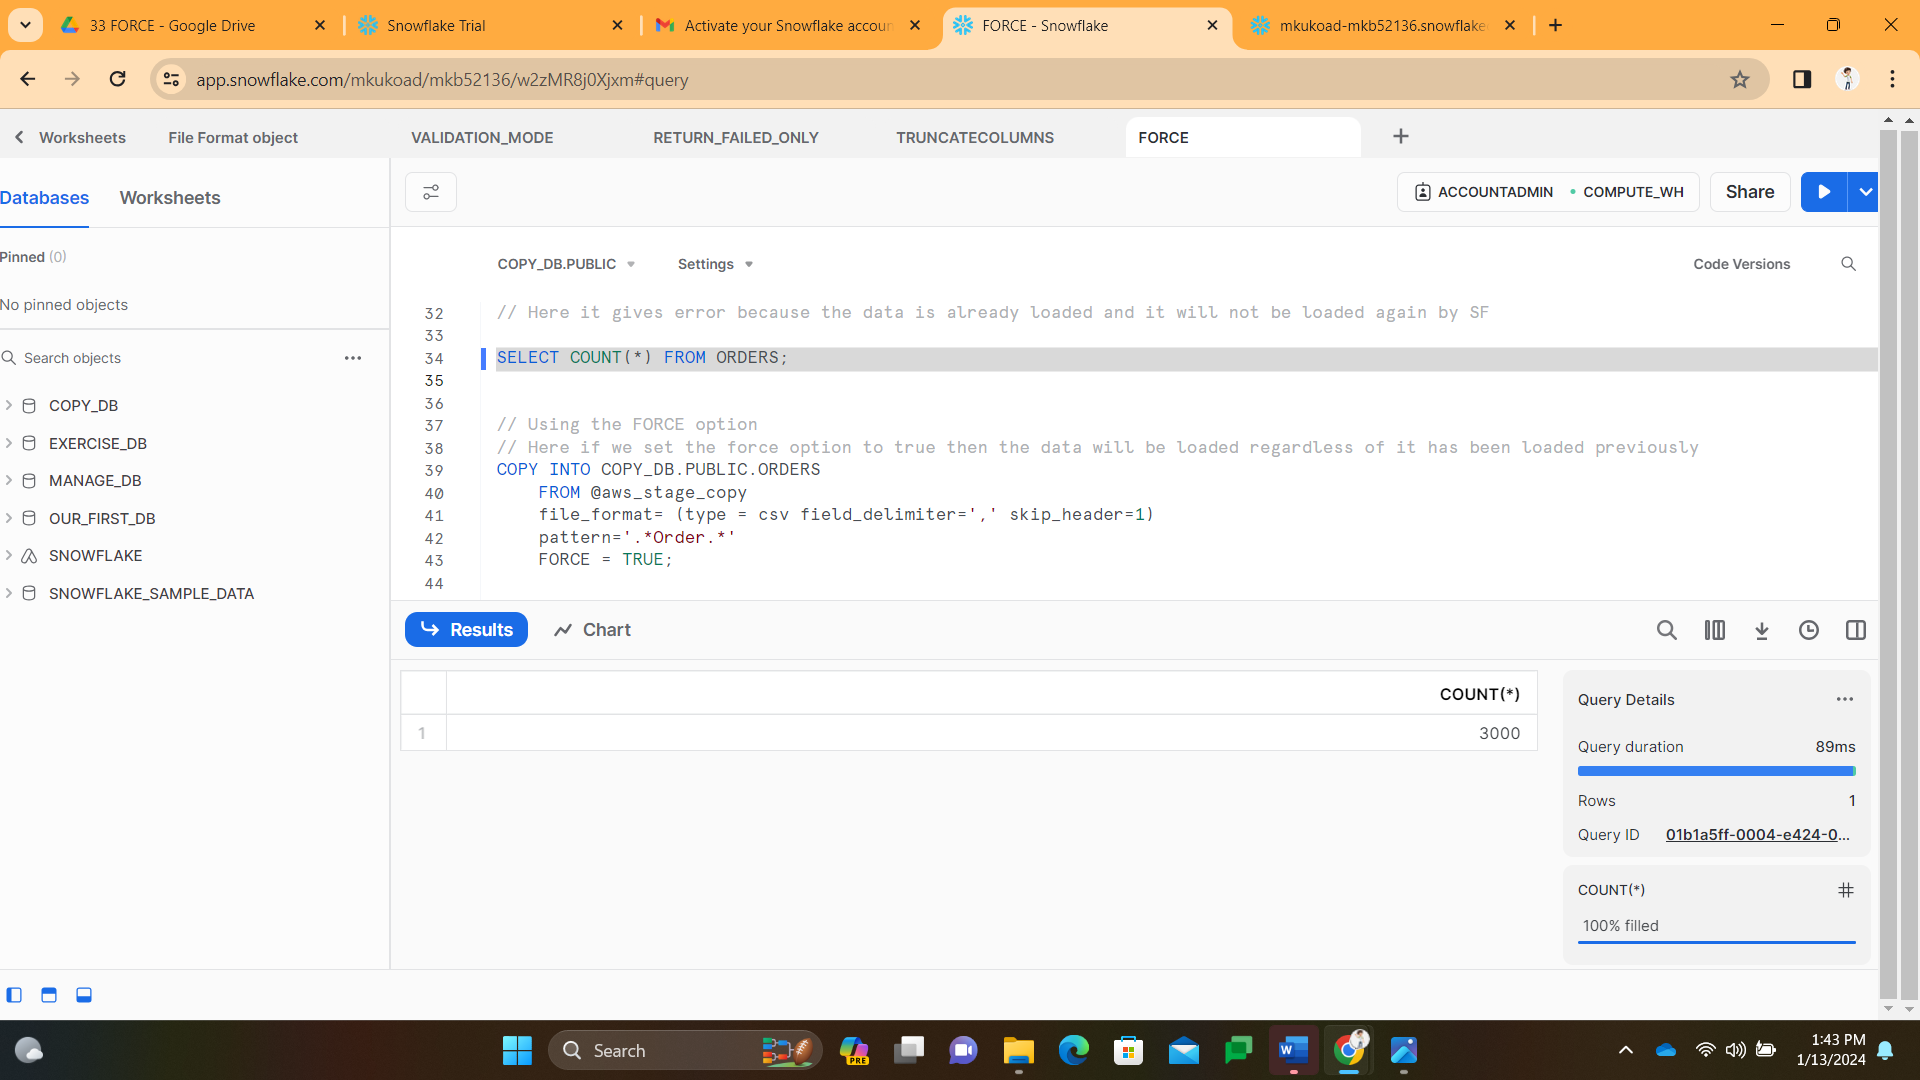 33 FORCE - Google Drive
Snowflake Trial
Activate your Snowflake accoun
FORCE - Snowflake
mkukoad-mkb52136.snowflake
app.snowflake.com/mkukoad/mkb52136/w2zMR8j0Xjxm#query
Worksheets
File Format object
VALIDATION_MODE
RETURN_FAILED_ONLY
TRUNCATECOLUMNS
FORCE
Databases
Worksheets
ACCOUNTADMIN
COMPUTE_WH
Share
Pinned (0)
No pinned objects
Search objects
COPY_DB
EXERCISE_DB
MANAGE_DB
OUR_FIRST_DB
SNOWFLAKE
SNOWFLAKE_SAMPLE_DATA
COPY_DB.PUBLIC
Settings
Code Versions
32 // Here it gives error because the data is already loaded and it will not be loaded again by SF
33
34 SELECT COUNT(*) FROM ORDERS;
35
36
37 // Using the FORCE option
38 // Here if we set the force option to true then the data will be loaded regardless of it has been loaded previously
39 COPY INTO COPY_DB.PUBLIC.ORDERS
40 FROM @aws_stage_copy
41 file_format= (type = csv field_delimiter=',' skip_header=1)
42 pattern='.*Order.*'
43 FORCE = TRUE;
44
Results
Chart
COUNT(*)
1 3000
Query Details
Query duration 89ms
Rows 1
Query ID 01b1a5ff-0004-e424-0...
COUNT(*)
100% filled
Search
PRE
1:43 PM
1/13/2024